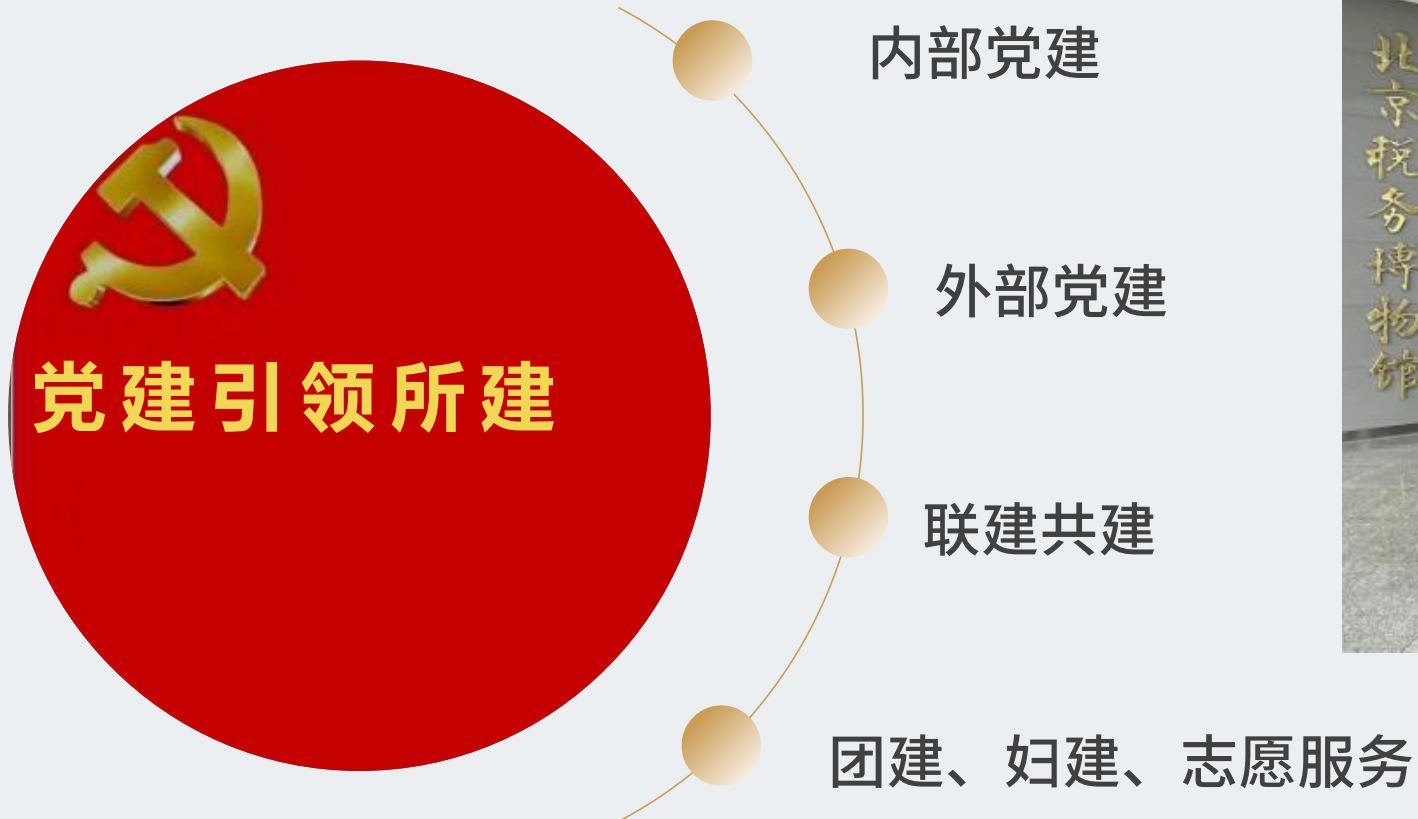 党建引领所建
内部党建
外部党建
联建共建
团建、妇建、志愿服务
北京税务博物馆